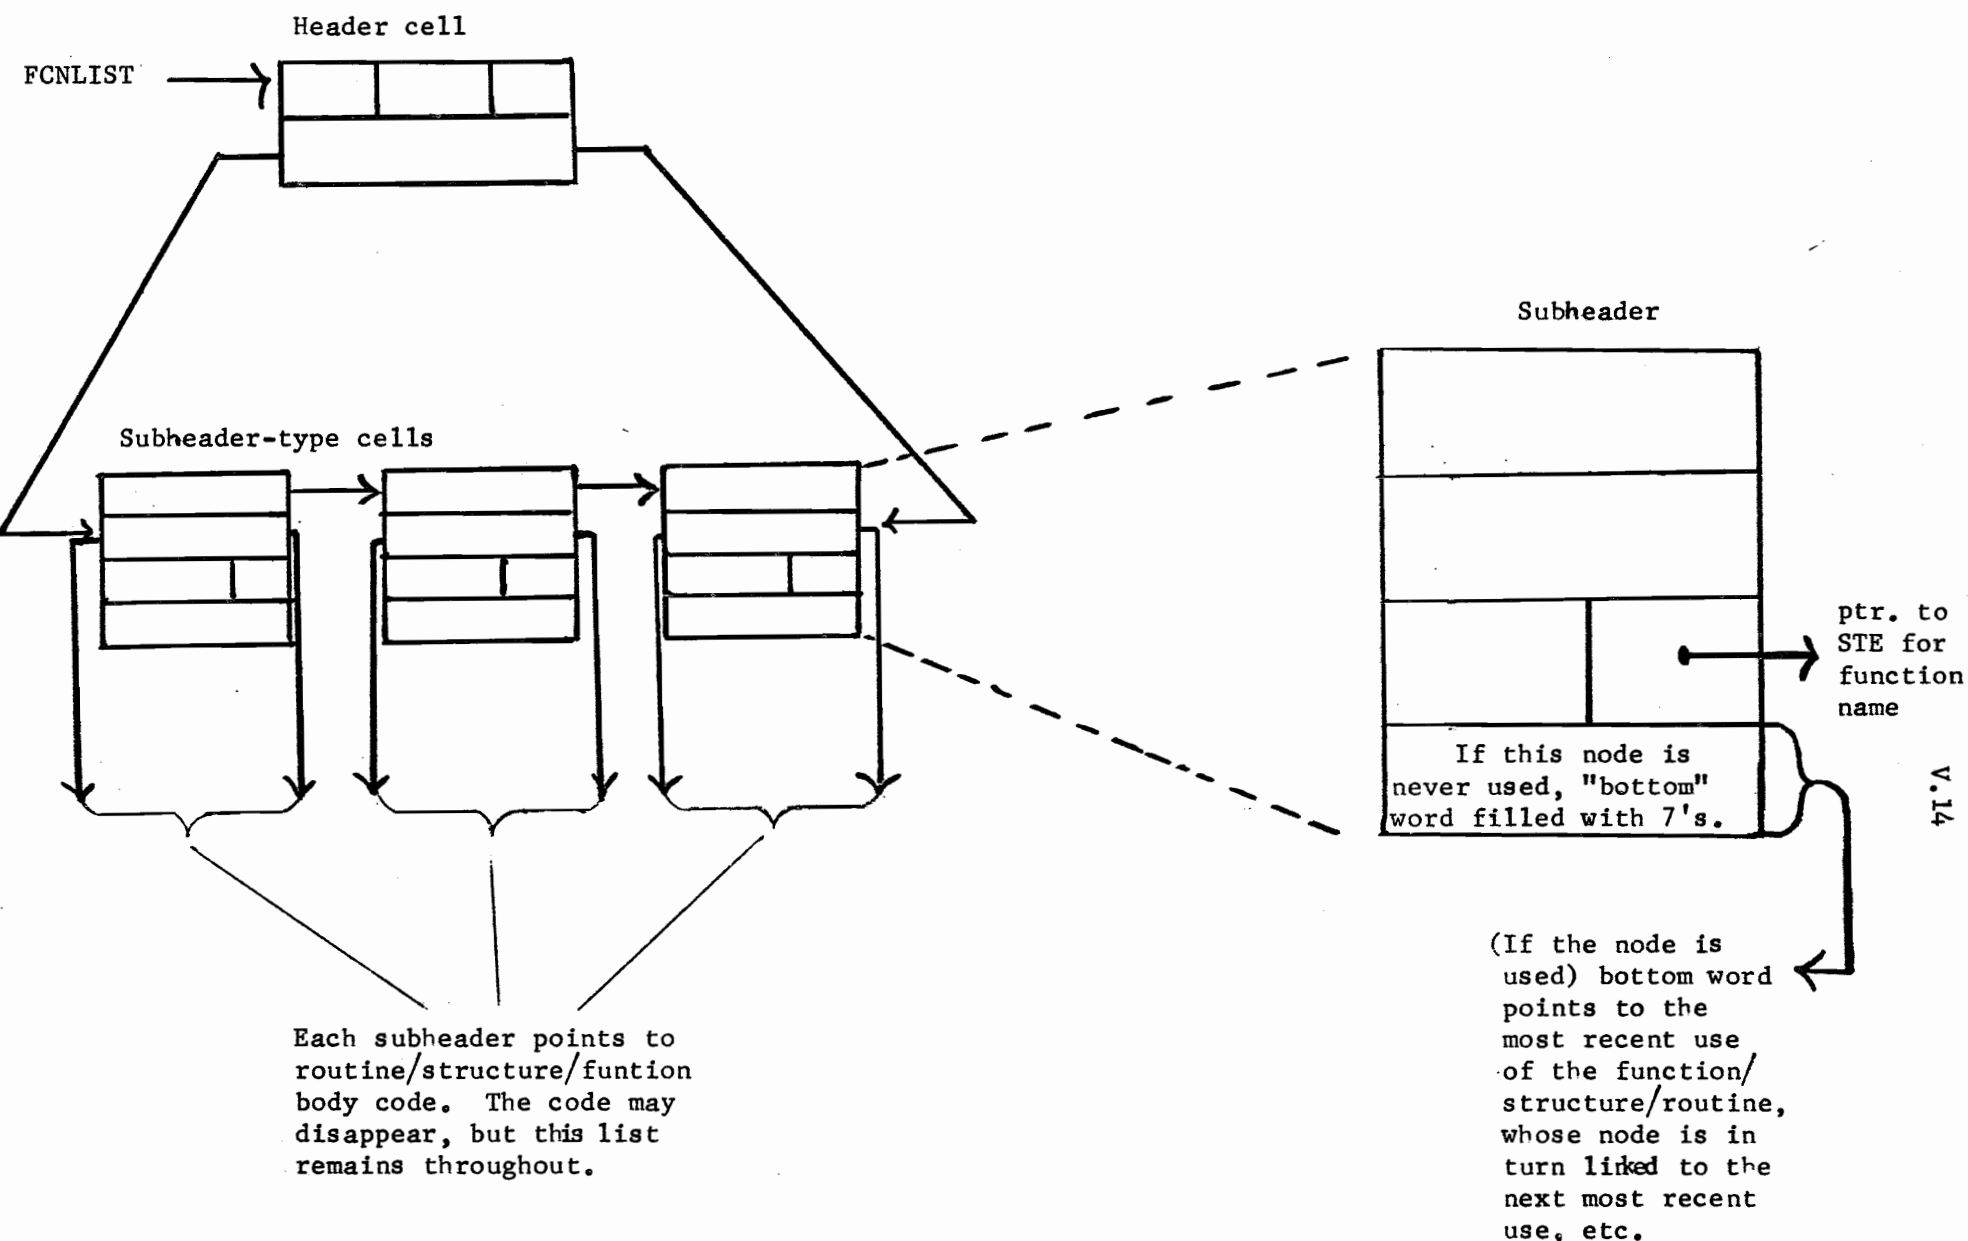 Header cell
FCNLIST
Subheader-type cells
Each subheader points to
routine/structure/funtion
body code. The code may
disappear, but this list
remains throughout.
Subheader
ptr. to
STE for
function
name
If this node is
never used, "bottom"
word filled with 7's.
(If the node is
used) bottom word
points to the
most recent use
of the function/
structure/routine,
whose node is in
turn linked to the
next most recent
use, etc.
V.14